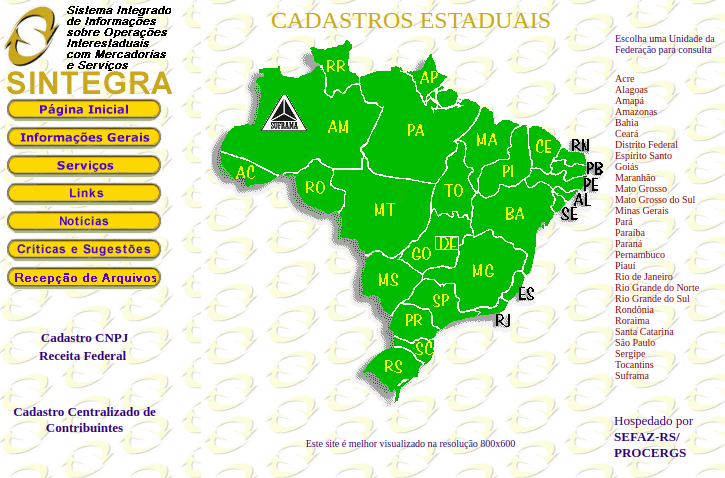 Sistema Integrado
de Informações
sobre Operações
Interestaduais
com Mercadorias
e Serviços
SINTEGRA
Página Inicial
Informações Gerais
Serviços
Links
Notícias
Críticas e Sugestões
Recepção de Arquivos
Cadastro CNPJ
Receita Federal
Cadastro Centralizado de
Contribuintes
CADASTROS ESTADUAIS
RR
AP
SUFRAMA
AM
PA
MA
CE
RN
PB
PE
AL
SE
PI
AC
RO
TO
MT
BA
DF
GO
MG
MS
ES
SP
RJ
PR
SC
RS
Este site é melhor visualizado na resolução 800x600
Escolha uma Unidade da
Federação para consulta
Acre
Alagoas
Amapá
Amazonas
Bahia
Ceará
Distrito Federal
Espírito Santo
Goiás
Maranhão
Mato Grosso
Mato Grosso do Sul
Minas Gerais
Pará
Paraíba
Paraná
Pernambuco
Piauí
Rio de Janeiro
Rio Grande do Norte
Rio Grande do Sul
Rondônia
Roraima
Santa Catarina
São Paulo
Sergipe
Tocantins
Suframa
Hospedado por
SEFAZ-RS/
PROCERGS